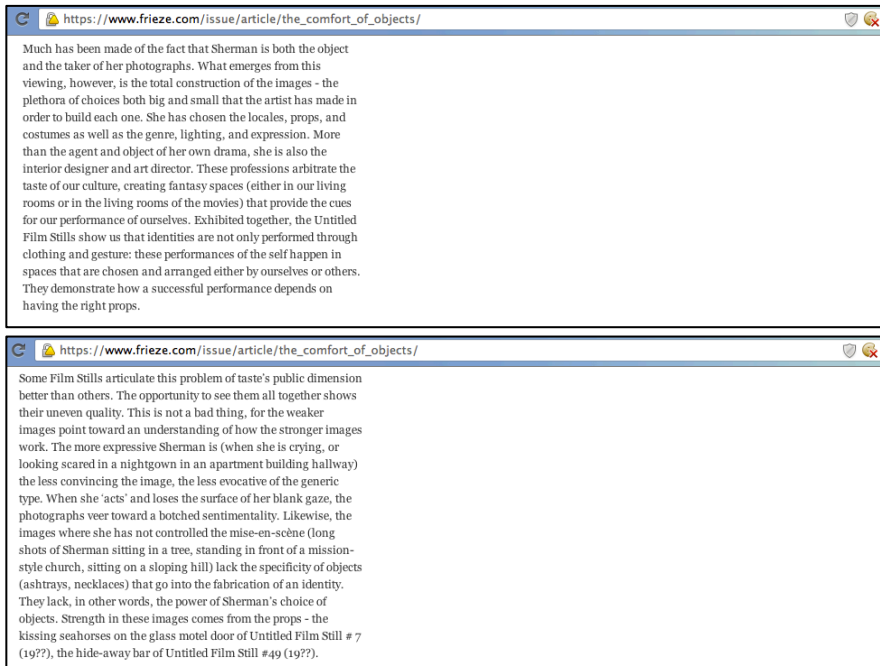 https://www.frieze.com/issue/article/the_comfort_of_objects/
Much has been made of the fact that Sherman is both the object
and the taker of her photographs. What emerges from this
viewing, however, is the total construction of the images - the
plethora of choices both big and small that the artist has made in
order to build each one. She has chosen the locales, props, and
costumes as well as the genre, lighting, and expression. More
than the agent and object of her own drama, she is also the
interior designer and art director. These professions arbitrate the
taste of our culture, creating fantasy spaces (either in our living
rooms or in the living rooms of the movies) that provide the cues
for our performance of ourselves. Exhibited together, the Untitled
Film Stills show us that identities are not only performed through
clothing and gesture: these performances of the self happen in
spaces that are chosen and arranged either by ourselves or others.
They demonstrate how a successful performance depends on
having the right props.
https://www.frieze.com/issue/article/the_comfort_of_objects/
Some Film Stills articulate this problem of taste's public dimension
better than others. The opportunity to see them all together shows
their uneven quality. This is not a bad thing, for the weaker
images point toward an understanding of how the stronger images
work. The more expressive Sherman is (when she is crying, or
looking scared in a nightgown in an apartment building hallway)
the less convincing the image, the less evocative of the generic
type. When she 'acts' and loses the surface of her blank gaze, the
photographs veer toward a botched sentimentality. Likewise, the
images where she has not controlled the mise-en-scène (long
shots of Sherman sitting in a tree, standing in front of a mission-
style church, sitting on a sloping hill) lack the specificity of objects
(ashtrays, necklaces) that go into the fabrication of an identity.
They lack, in other words, the power of Sherman's choice of
objects. Strength in these images comes from the props - the
kissing seahorses on the glass motel door of Untitled Film Still # 7
(19??), the hide-away bar of Untitled Film Still #49 (19??).